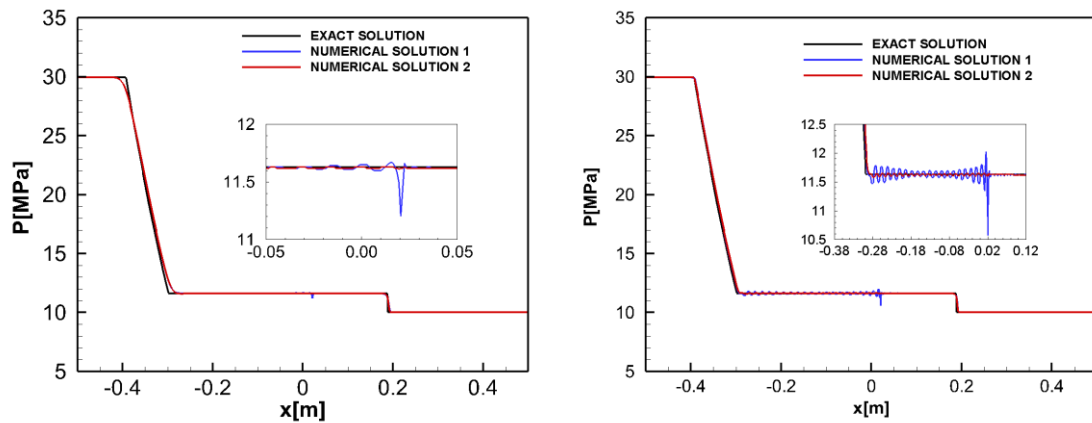 35
30
25
20
15
10
5
P[MPa]
EXACT SOLUTION
NUMERICAL SOLUTION 1
NUMERICAL SOLUTION 2
12
11.5
11
-0.05 0.00 0.05
-0.4 -0.2 0 0.2 0.4
x[m]
35
30
25
20
15
10
5
P[MPa]
EXACT SOLUTION
NUMERICAL SOLUTION 1
NUMERICAL SOLUTION 2
12.5
12
11.5
11
10.5
-0.38 -0.28 -0.18 -0.08 0.02 0.12
-0.4 -0.2 0 0.2 0.4
x[m]